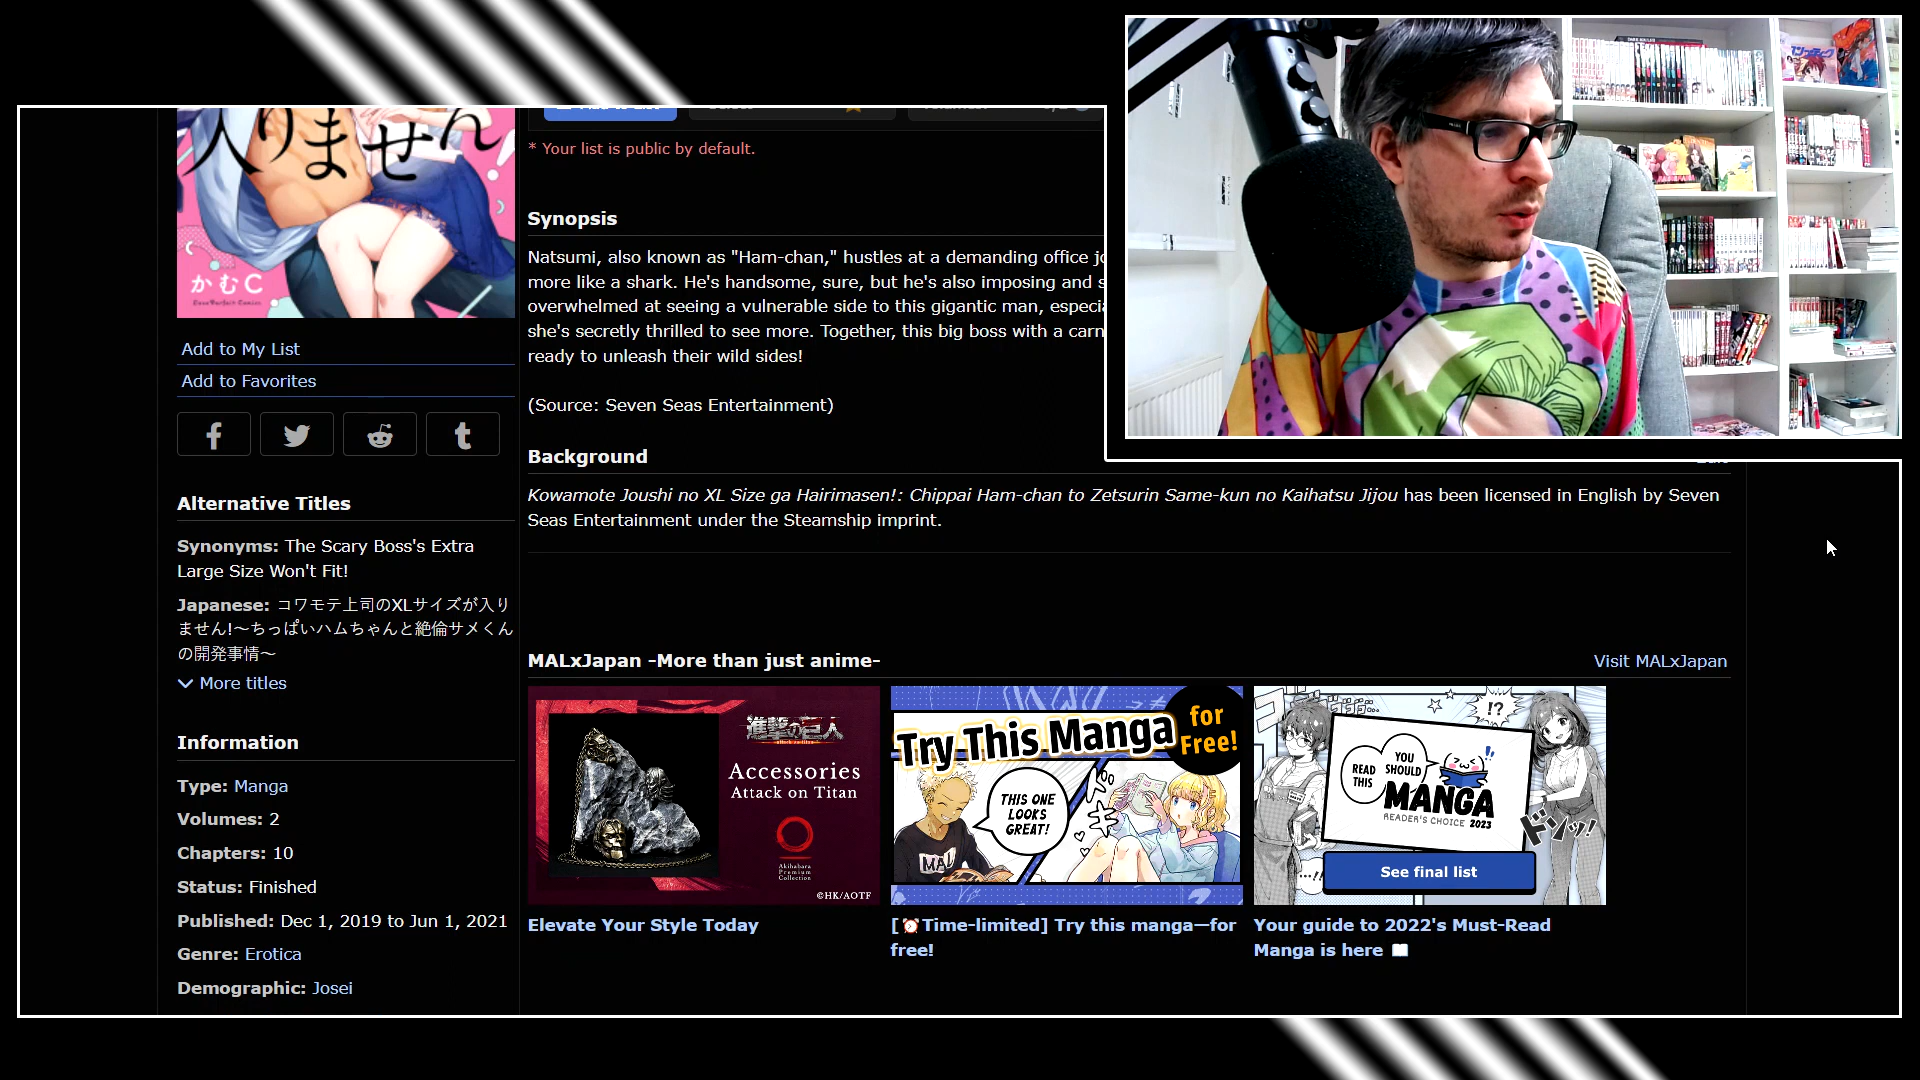 入りません
かむC
* Your list is public by default.
Synopsis
Natsumi, also known as "Ham-chan," hustles at a demanding office
more like a shark. He's handsome, sure, but he's also imposing and
overwhelmed at seeing a vulnerable side to this gigantic man,
she's secretly thrilled to see more. Together, this big boss with a
ready to unleash their wild sides!
(Source: Seven Seas Entertainment)
Background
Kowamote Joushi no XL Size ga Hairimasen!: Chippai Ham-chan to Zetsurin Same-kun no Kaihatsu Jijou has been licensed in English by Seven
Seas Entertainment under the Steamship imprint.
Add to My List
Add to Favorites
Alternative Titles
Synonyms: The Scary Boss's Extra
Large Size Won't Fit!
Japanese: コワモテ上司のXLサイズが入り
ません!～ちっぱいハムちゃんと絶倫サメくん
の開発事情～
More titles
Information
Type: Manga
Volumes: 2
Chapters: 10
Status: Finished
Published: Dec 1, 2019 to Jun 1, 2021
Genre: Erotica
Demographic: Josei
MALxJapan -More than just anime-
Visit MALxJapan
進撃の巨人
Accessories
Attack on Titan
Akihabara
Premium
Collection
©HK/AOTF
Elevate Your Style Today
Try This Manga
for
Free!
THIS ONE
LOOKS
GREAT!
MAL
[⏰Time-limited] Try this manga—for
free!
!?
READ
THIS
YOU
SHOULD
MANGA
READER'S CHOICE 2023
ドンッ!
See final list
Your guide to 2022's Must-Read
Manga is here